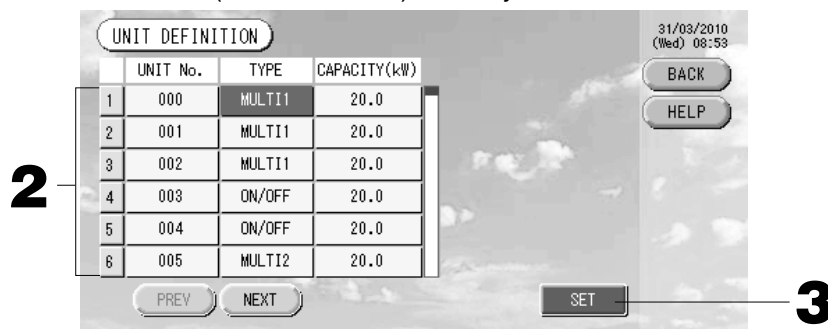 UNIT DEFINITION
31/03/2010
(Wed) 08:53
BACK
HELP
UNIT No. TYPE CAPACITY(kW)
1 000 MULTI1 20.0
2 001 MULTI1 20.0
3 002 MULTI1 20.0
4 003 ON/OFF 20.0
5 004 ON/OFF 20.0
6 005 MULTI2 20.0
2
PREV NEXT SET
3